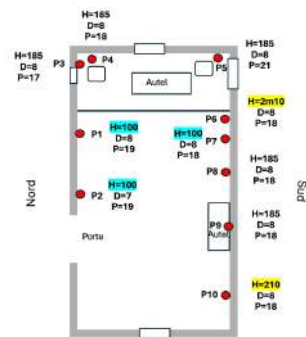 H=185
D=8
P=18
H=185
D=8
P=17
P3
P4
P5
H=185
D=8
P=21
Autel
H=2m10
D=8
P=18
P6
H=100
D=8
P=19
P1
H=100
D=8
P=18
P7
H=185
D=8
P=18
P8
H=100
D=7
P=19
P2
Nord
Sud
H=185
D=8
P=18
P9
Autel
Porte
H=210
D=8
P=18
P10